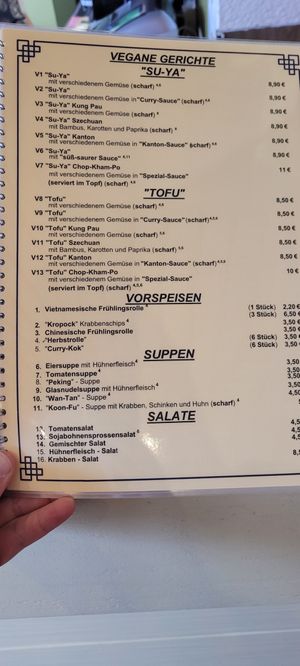 VEGANE GERICHTE
"SU-YA"
V1 "Su-Ya"
mit verschiedenem Gemüse (scharf) 4,6 8,90 €
V2 "Su-Ya"
mit verschiedenem Gemüse in "Curry-Sauce" (scharf) 4,6 8,90 €
V3 "Su-Ya" Kung Pau
mit verschiedenem Gemüse (scharf) 8,90 €
V4 "Su-Ya" Szechuan
mit Bambus, Karotten und Paprika (scharf) 8,90 €
V5 "Su-Ya" Kanton
mit verschiedenem Gemüse in "Kanton-Sauce" (scharf) 4,6 8,90 €
V6 "Su-Ya"
mit "süß-saurer Sauce" 4,11 8,90 €
V7 "Su-Ya" Chop-Kham-Po
mit verschiedenem Gemüse in "Spezial-Sauce" 11 €
(serviert im Topf) (scharf) 4,6
"TOFU"
V8 "Tofu"
mit verschiedenem Gemüse (scharf) 8,50 €
V9 "Tofu"
mit verschiedenem Gemüse in "Curry-Sauce" (scharf) 4,5,6 8,50 €
V10 "Tofu" Kung Pau
mit verschiedenem Gemüse (scharf) 5,6 8,50 €
V11 "Tofu" Szechuan
mit Bambus, Karotten und Paprika (scharf) 5,6 8,50 €
V12 "Tofu" Kanton
mit verschiedenem Gemüse in "Kanton-Sauce" (scharf) 4,5,6 8,50 €
V13 "Tofu" Chop-Kham-Po
mit verschiedenem Gemüse in "Spezial-Sauce" 10 €
(serviert im Topf) (scharf) 4,5,6
VORSPEISEN
1. Vietnamesische Frühlingsrolle 4 (1 Stück) 2,20 €
(3 Stück) 6,50 €
2. "Kropock" Krabbenchips 4 3,50 €
3. Chinesische Frühlingsrolle 3,50
4. "Herbstrolle" (6 Stück) 3,50
5. "Curry-Kok" (6 Stück) 3,50
SUPPEN
6. Eiersuppe mit Hühnerfleisch 4 3,50
7. Tomatensuppe 4 3,50
8. "Peking" - Suppe 3,50
9. Glasnudelsuppe mit Hühnerfleisch 4 3,50
10. "Wan-Tan" - Suppe 4 4,50
11. "Koon-Fu" - Suppe mit Krabben, Schinken und Huhn (scharf) 4
SALATE
12. Tomatensalat 4,5
13. Sojabohnensprossensalat 6 4,5
14. Gemischter Salat 4,5
15. Hühnerfleisch - Salat 8,
16. Krabben - Salat